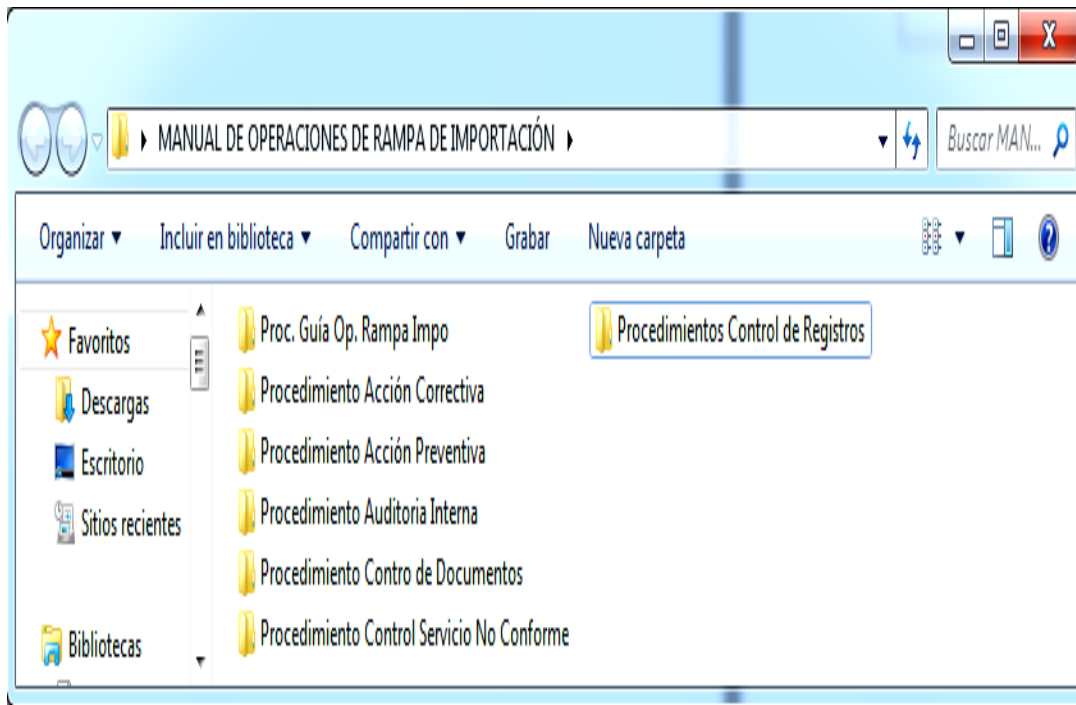 MANUAL DE OPERACIONES DE RAMPA DE IMPORTACIÓN
Buscar MAN...
Organizar Incluir en biblioteca Compartir con Grabar Nueva carpeta
Favoritos
Descargas
Escritorio
Sitios recientes
Bibliotecas
Proc. Guía Op. Rampa Impo
Procedimiento Acción Correctiva
Procedimiento Acción Preventiva
Procedimiento Auditoria Interna
Procedimiento Contro de Documentos
Procedimiento Control Servicio No Conforme
Procedimientos Control de Registros